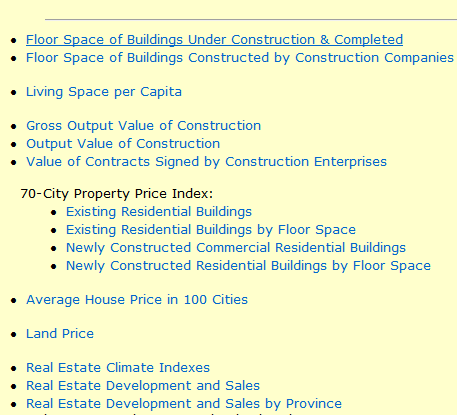 Floor Space of Buildings Under Construction & Completed
Floor Space of Buildings Constructed by Construction Companies
Living Space per Capita
Gross Output Value of Construction
Output Value of Construction
Value of Contracts Signed by Construction Enterprises
70-City Property Price Index:
Existing Residential Buildings
Existing Residential Buildings by Floor Space
Newly Constructed Commercial Residential Buildings
Newly Constructed Residential Buildings by Floor Space
Average House Price in 100 Cities
Land Price
Real Estate Climate Indexes
Real Estate Development and Sales
Real Estate Development and Sales by Province